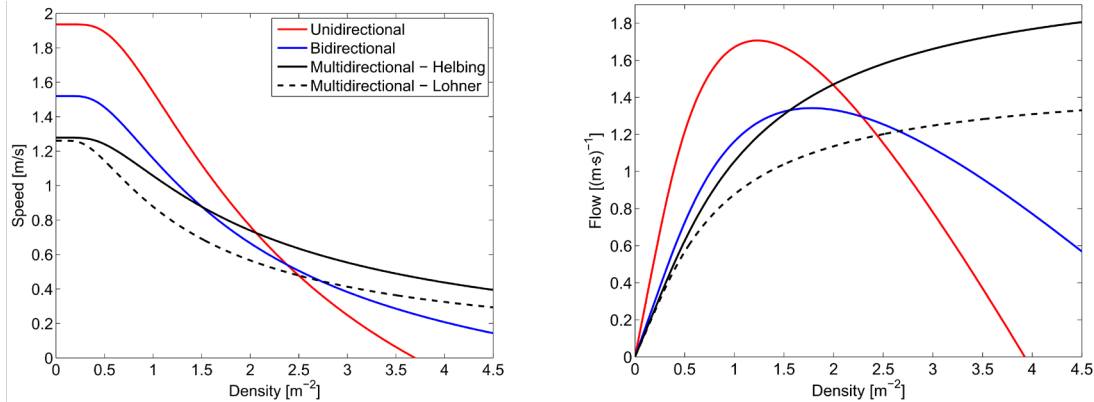 2
1.8
1.6
1.4
1.2
1
0.8
0.6
0.4
0.2
0
Speed [m/s]
Unidirectional
Bidirectional
Multidirectional − Helbing
Multidirectional − Lohner
0 0.5 1 1.5 2 2.5 3 3.5 4 4.5
Density [m⁻²]
1.8
1.6
1.4
1.2
1
0.8
0.6
0.4
0.2
0
Flow [(m·s)⁻¹]
0 0.5 1 1.5 2 2.5 3 3.5 4 4.5
Density [m⁻²]